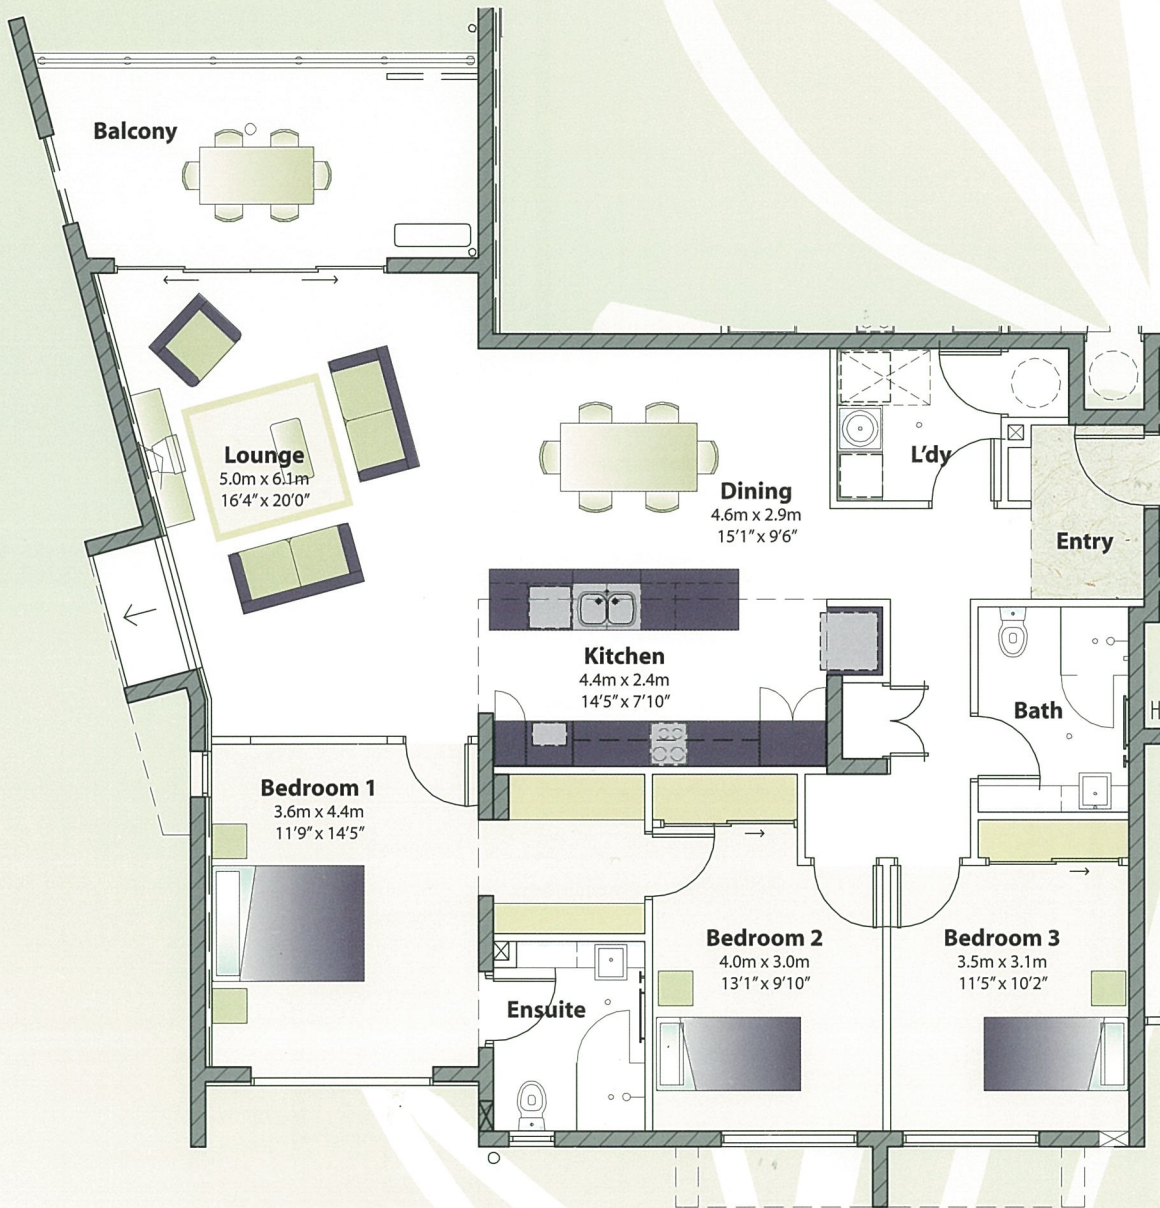 Balcony
Lounge
5.0m x 6.1m
16'4" x 20'0"
Dining
4.6m x 2.9m
15'1" x 9'6"
L'dy
Entry
Kitchen
4.4m x 2.4m
14'5" x 7'10"
Bath
H
Bedroom 1
3.6m x 4.4m
11'9" x 14'5"
Bedroom 2
4.0m x 3.0m
13'1" x 9'10"
Bedroom 3
3.5m x 3.1m
11'5" x 10'2"
Ensuite